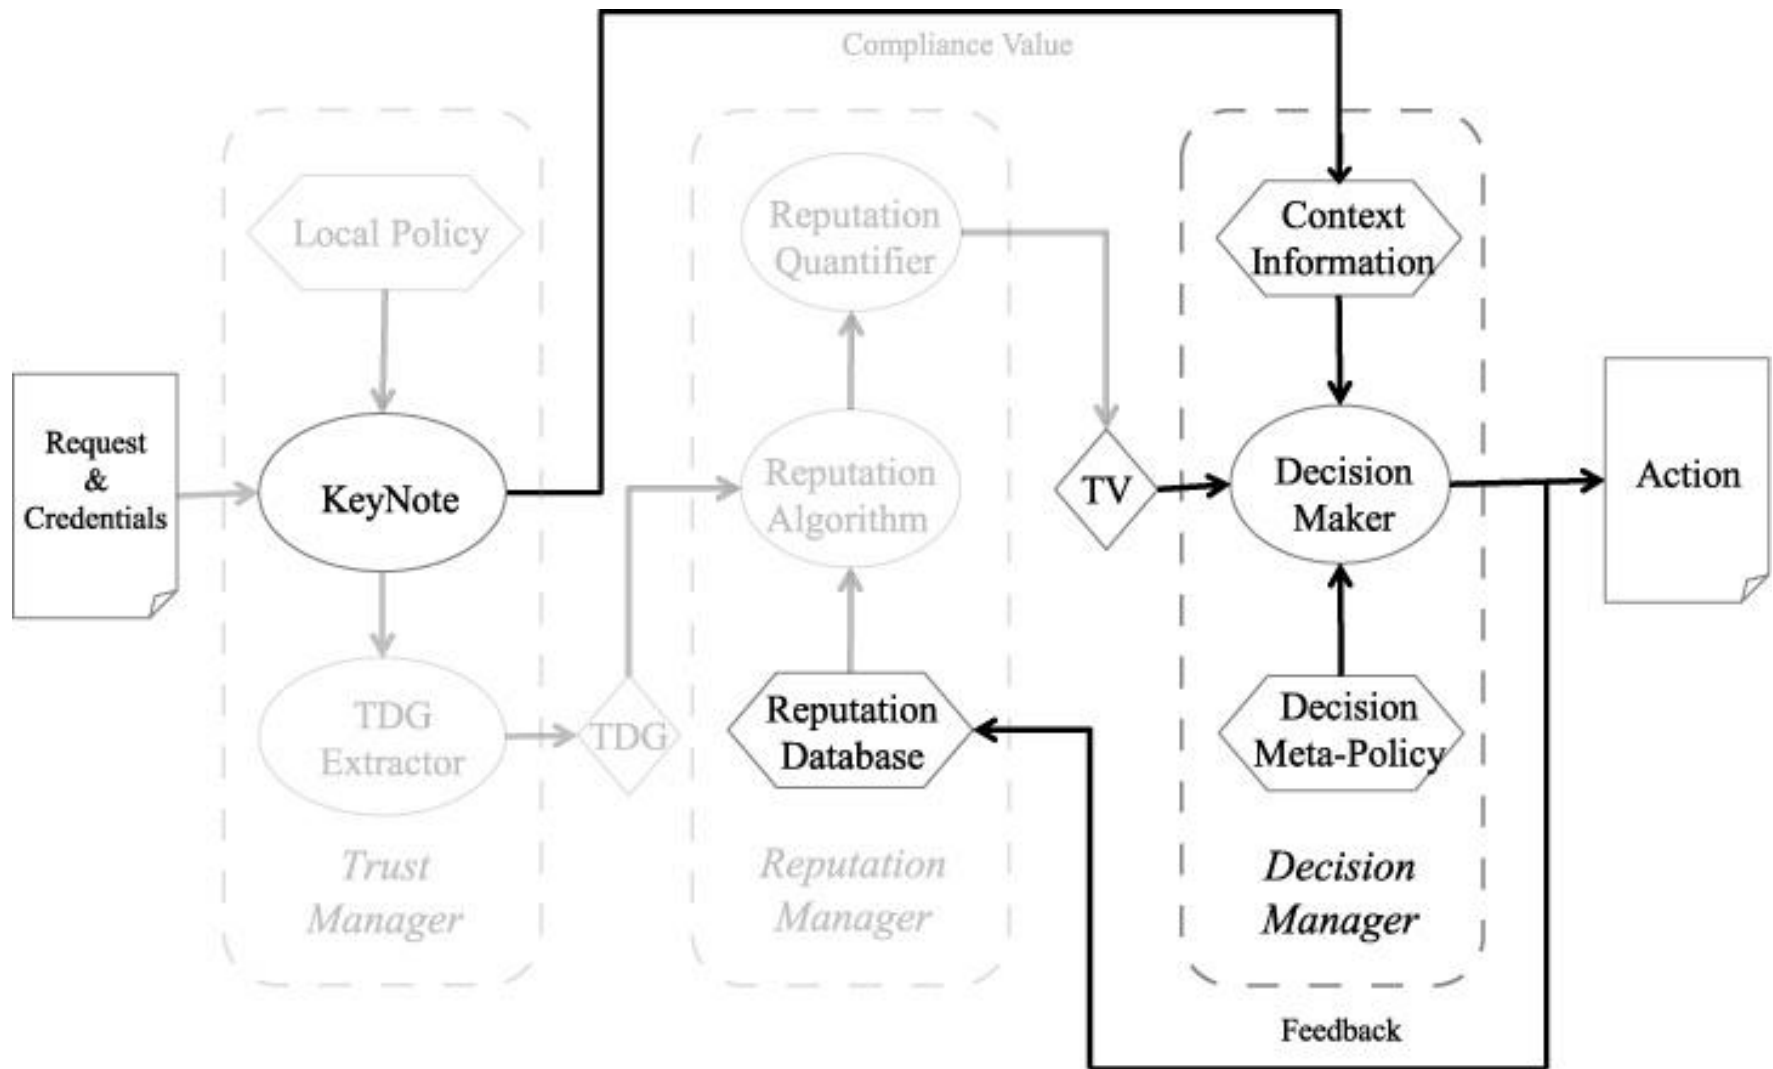 Compliance Value
Local Policy
Reputation
Quantifier
Context
Information
Request
&
Credentials
KeyNote
Reputation
Algorithm
TV
Decision
Maker
Action
TDG
Extractor
TDG
Reputation
Database
Decision
Meta-Policy
Trust
Manager
Reputation
Manager
Decision
Manager
Feedback